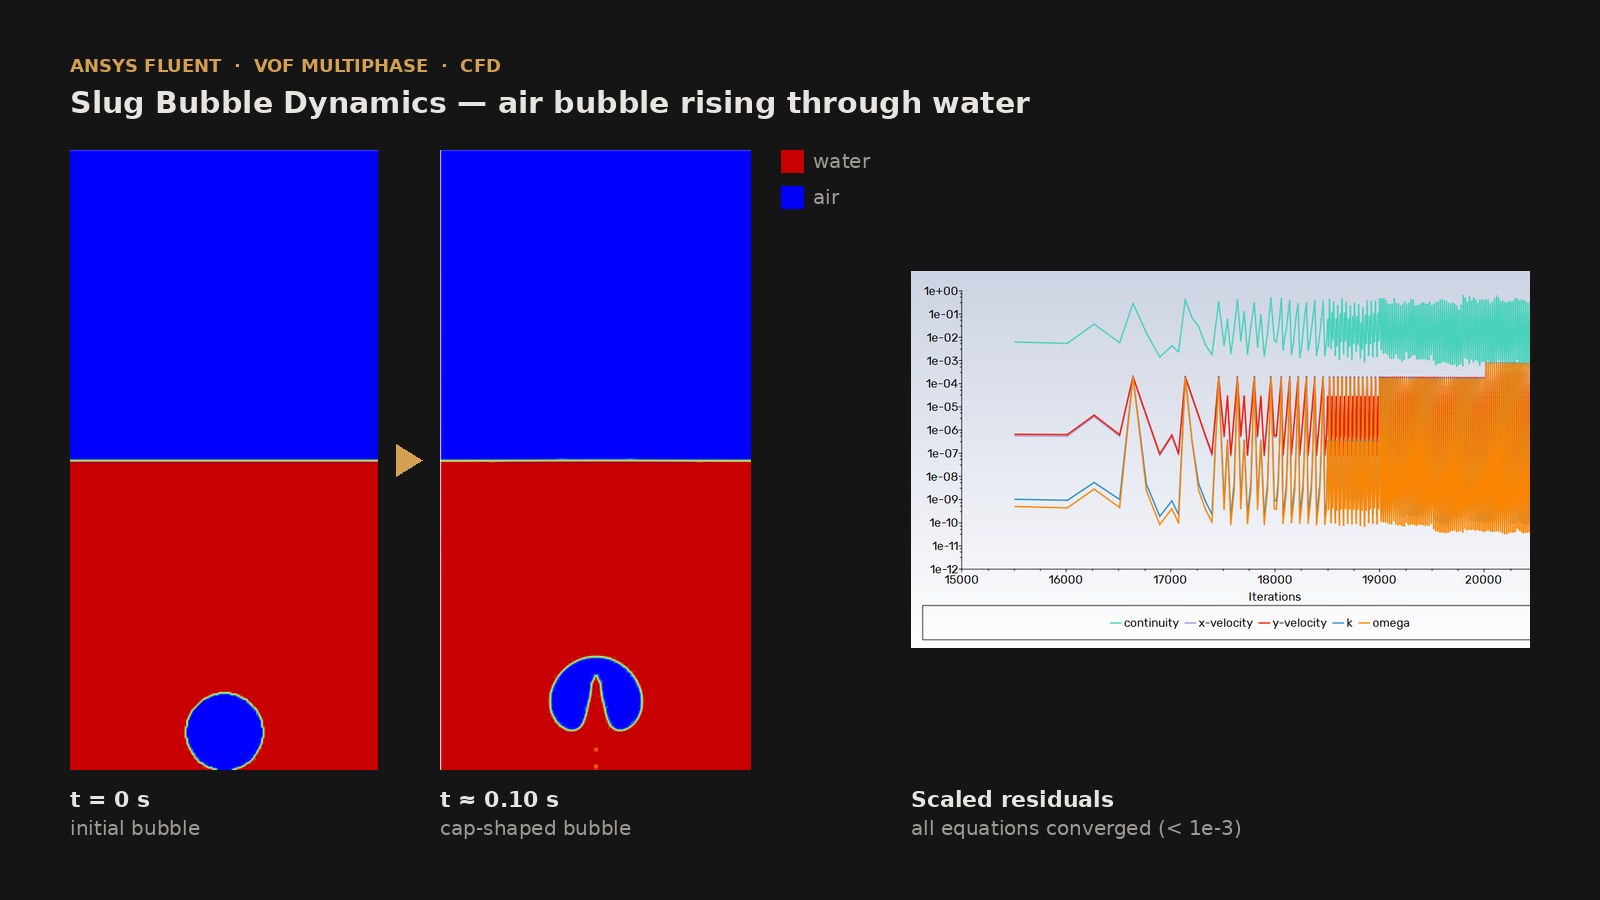 ANSYS FLUENT · VOF MULTIPHASE · CFD
Slug Bubble Dynamics — air bubble rising through water
water
air
t = 0 s
initial bubble
t ≈ 0.10 s
cap-shaped bubble
1e+00
1e-01
1e-02
1e-03
1e-04
1e-05
1e-06
1e-07
1e-08
1e-09
1e-10
1e-11
1e-12
15000 16000 17000 18000 19000 20000
Iterations
continuity x-velocity y-velocity k omega
Scaled residuals
all equations converged (< 1e-3)